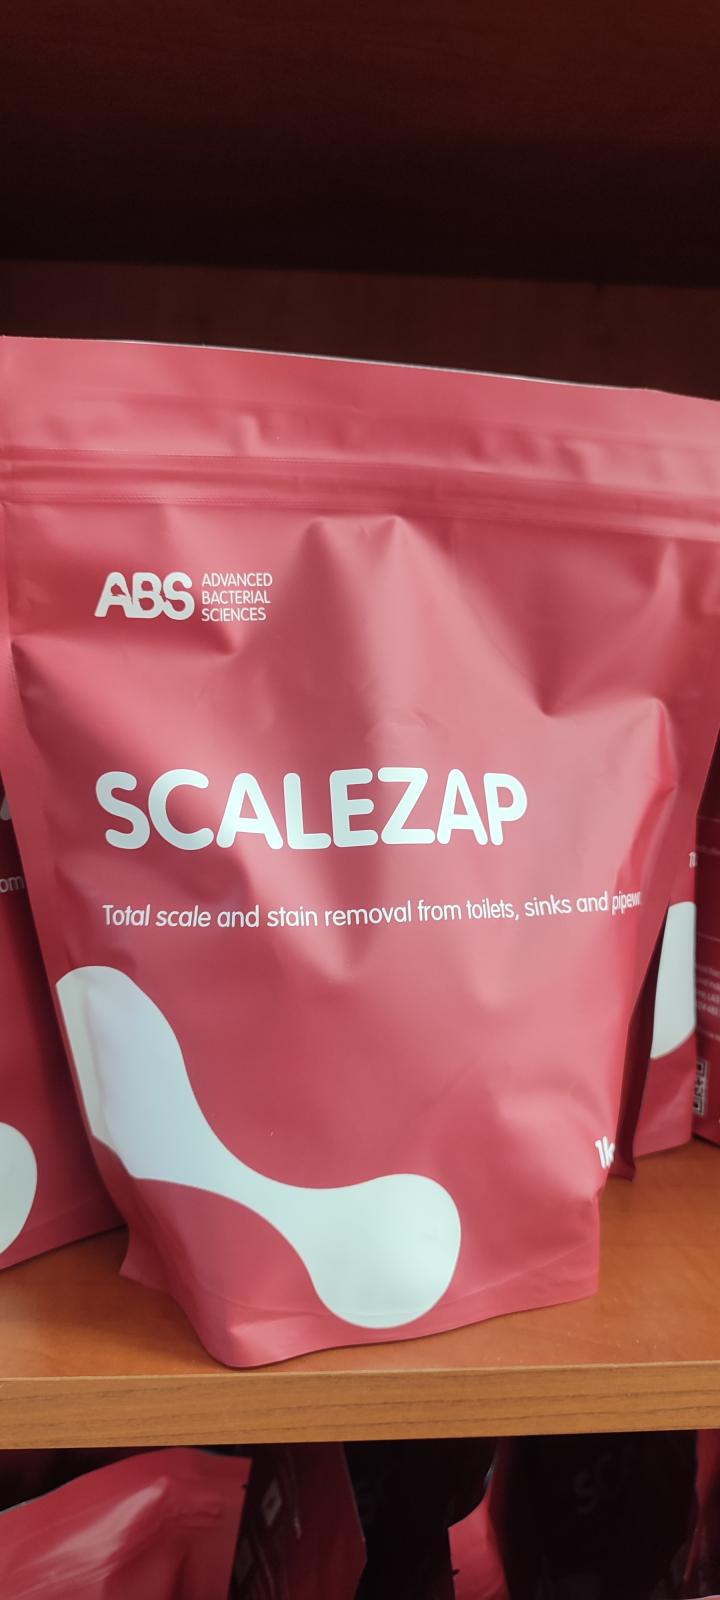 ABS ADVANCED
BACTERIAL
SCIENCES
SCALEZAP
Total scale and stain removal from toilets, sinks and